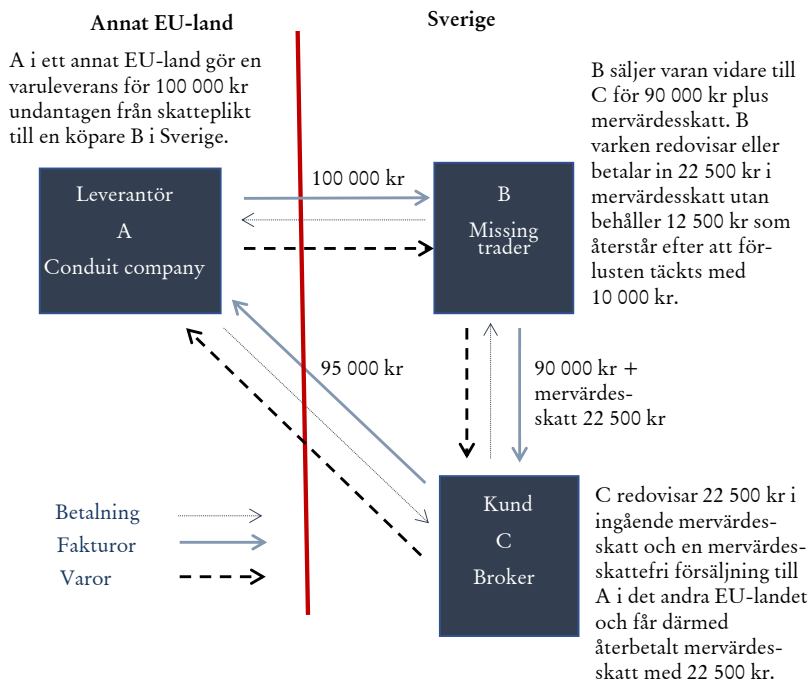 Annat EU-land
Sverige
A i ett annat EU-land gör en
varuleverans för 100 000 kr
undantagen från skatteplikt
till en köpare B i Sverige.
B säljer varan vidare till
C för 90 000 kr plus
mervärdesskatt. B
varken redovisar eller
betalar in 22 500 kr i
mervärdesskatt utan
behåller 12 500 kr som
återstår efter att för-
lusten täckts med
10 000 kr.
Leverantör
A
Conduit company
100 000 kr
B
Missing
trader
95 000 kr
90 000 kr +
mervärdes-
skatt 22 500 kr
Kund
C
Broker
C redovisar 22 500 kr i
ingående mervärdes-
skatt och en mervärdes-
skattefri försäljning till
A i det andra EU-landet
och får därmed
återbetalt mervärdes-
skatt med 22 500 kr.
Betalning
Fakturor
Varor